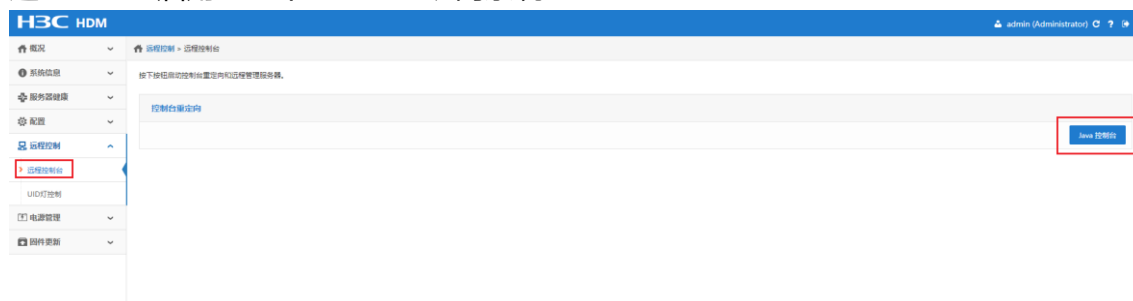 H3C HDM
admin (Administrator)
概况
远程控制 » 远程控制台
系统信息
按下按钮启动控制台重定向和远程管理服务器。
服务器健康
控制台重定向
配置
Java 控制台
远程控制
远程控制台
UID灯控制
电源管理
固件更新